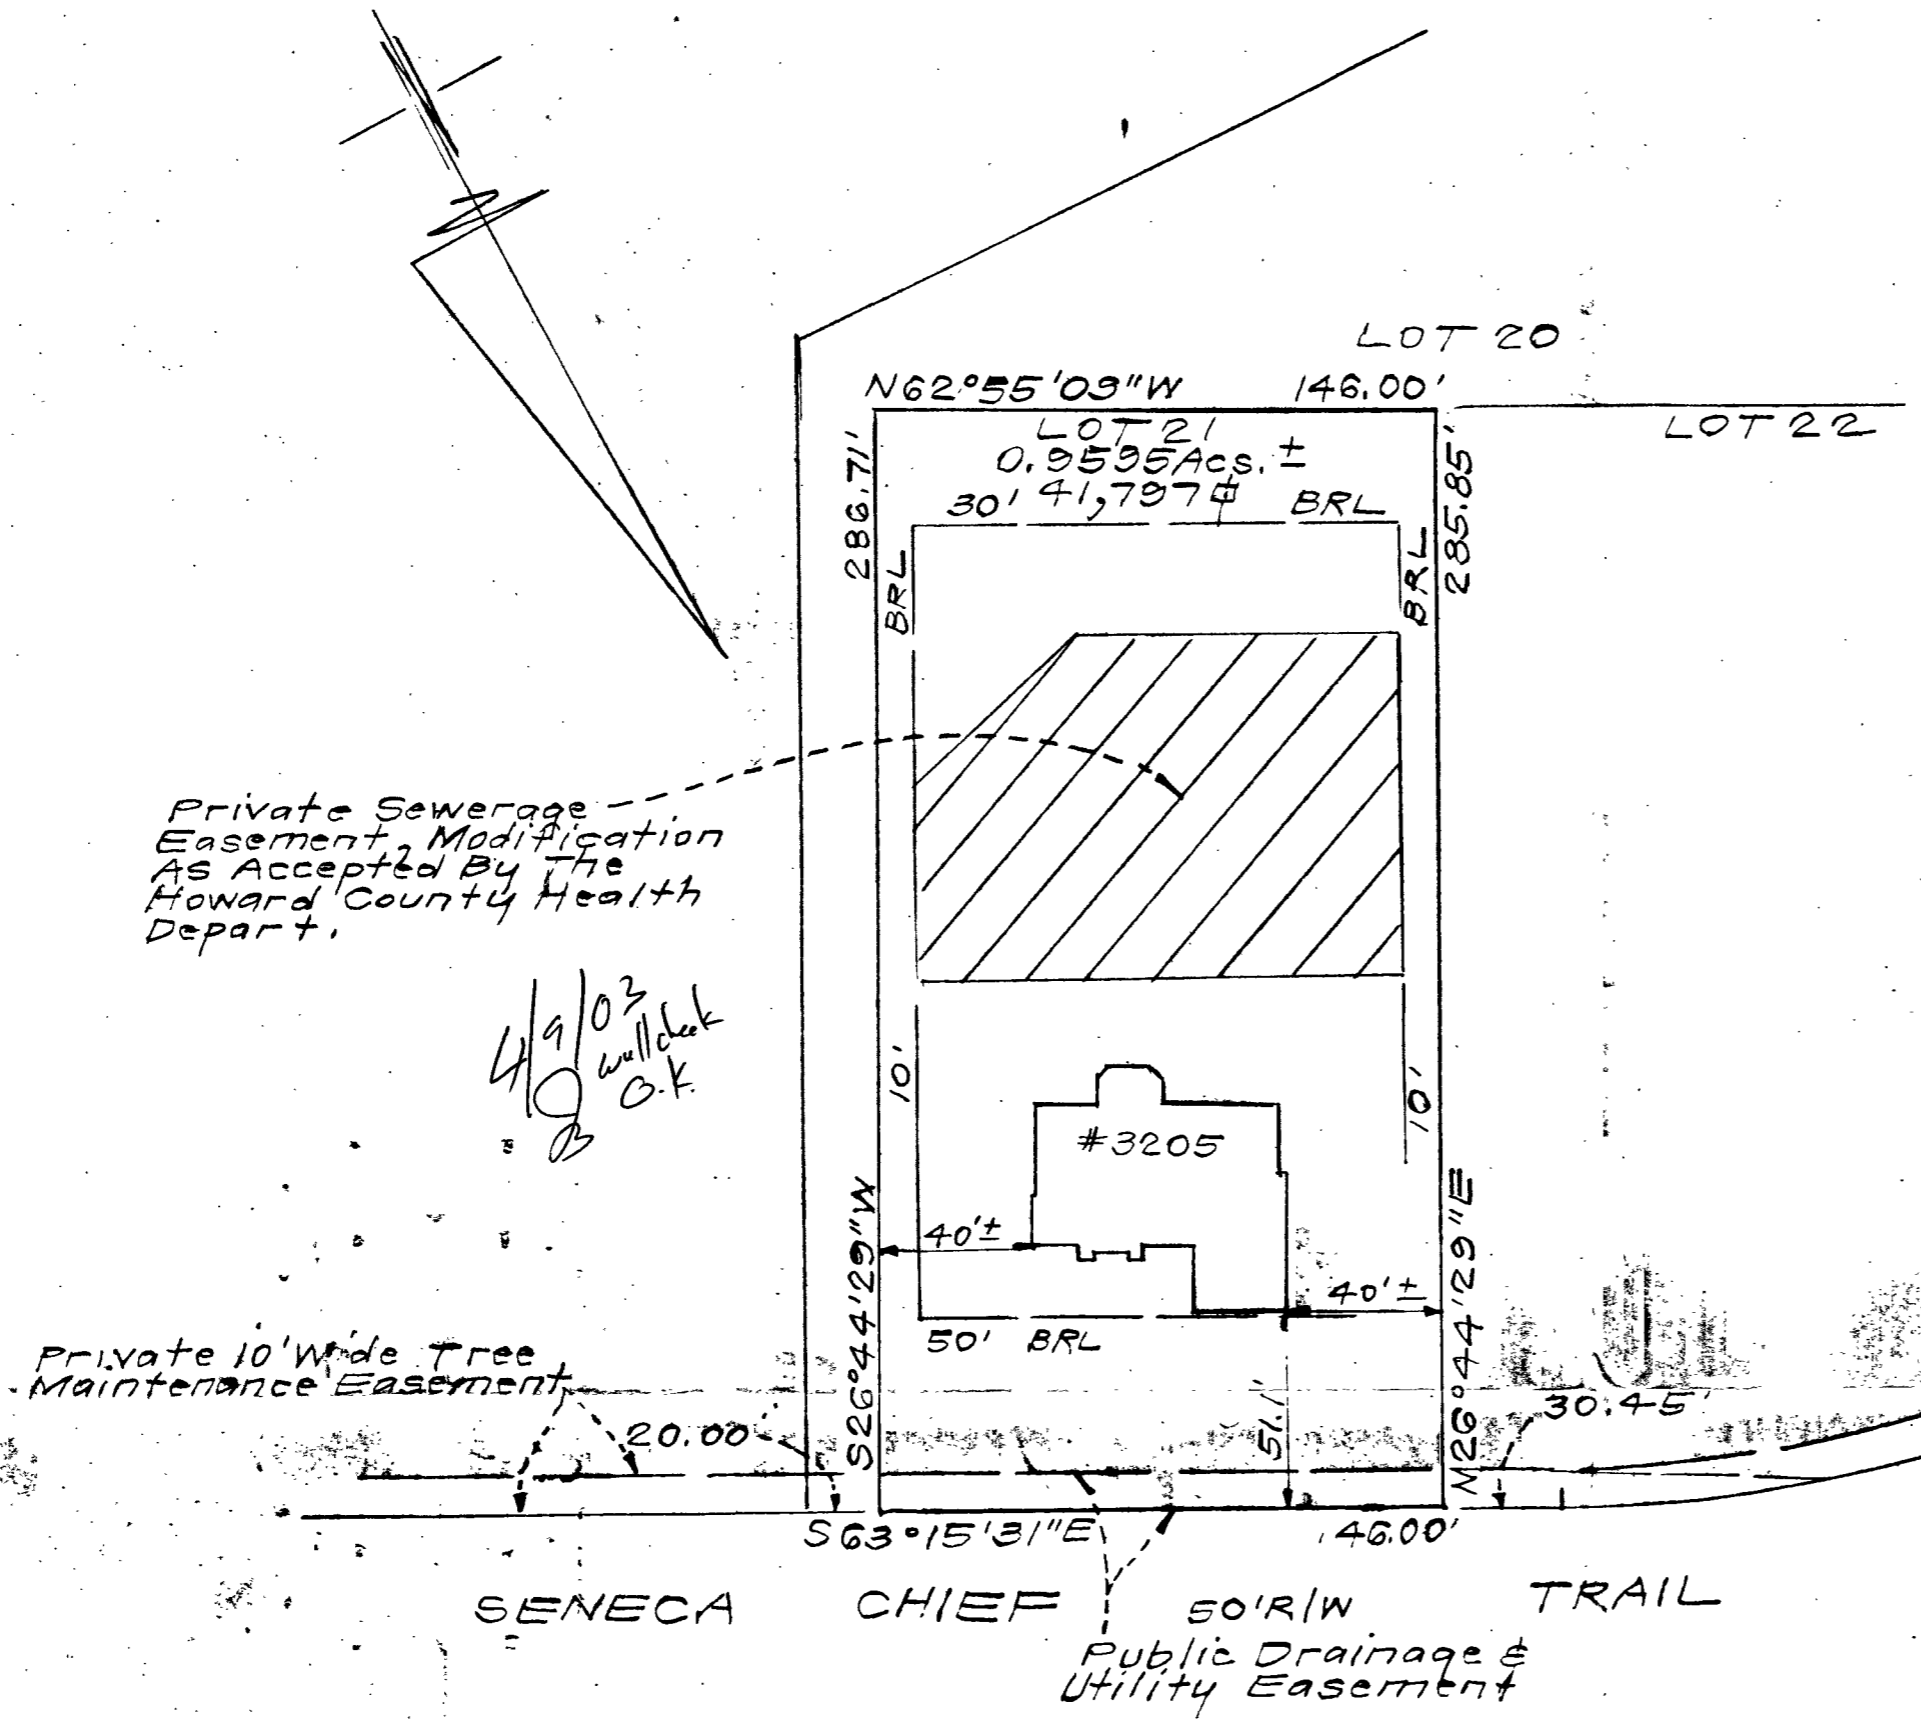 LOT 20
N62°55'09"W 146.00'
LOT 22
LOT 21
0.9595Acs. ±
30' 41,797 BRL
286.71'
285.85'
BRL
BRL
Private Sewerage
Easement, Modification
As Accepted By The
Howard County Health
Depart.
4/9/03
wall check
O.K.
10'
10'
#3205
S26°44'29"W
N26°44'29"E
40'±
40'±
50' BRL
Private 10' Wide Tree
Maintenance Easement
20.00
51.1'
30.45'
S63°15'31"E 146.00'
SENECA CHIEF 50'R/W TRAIL
Public Drainage &
Utility Easement